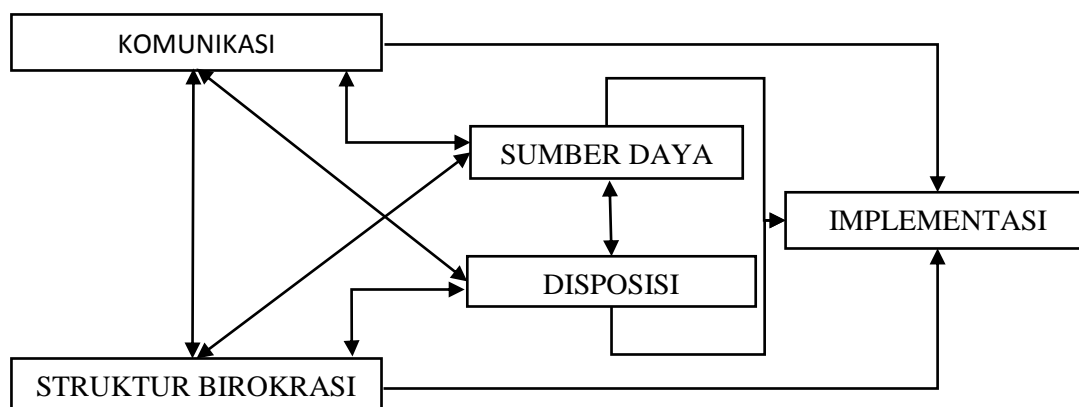 KOMUNIKASI
SUMBER DAYA
IMPLEMENTASI
DISPOSISI
STRUKTUR BIROKRASI